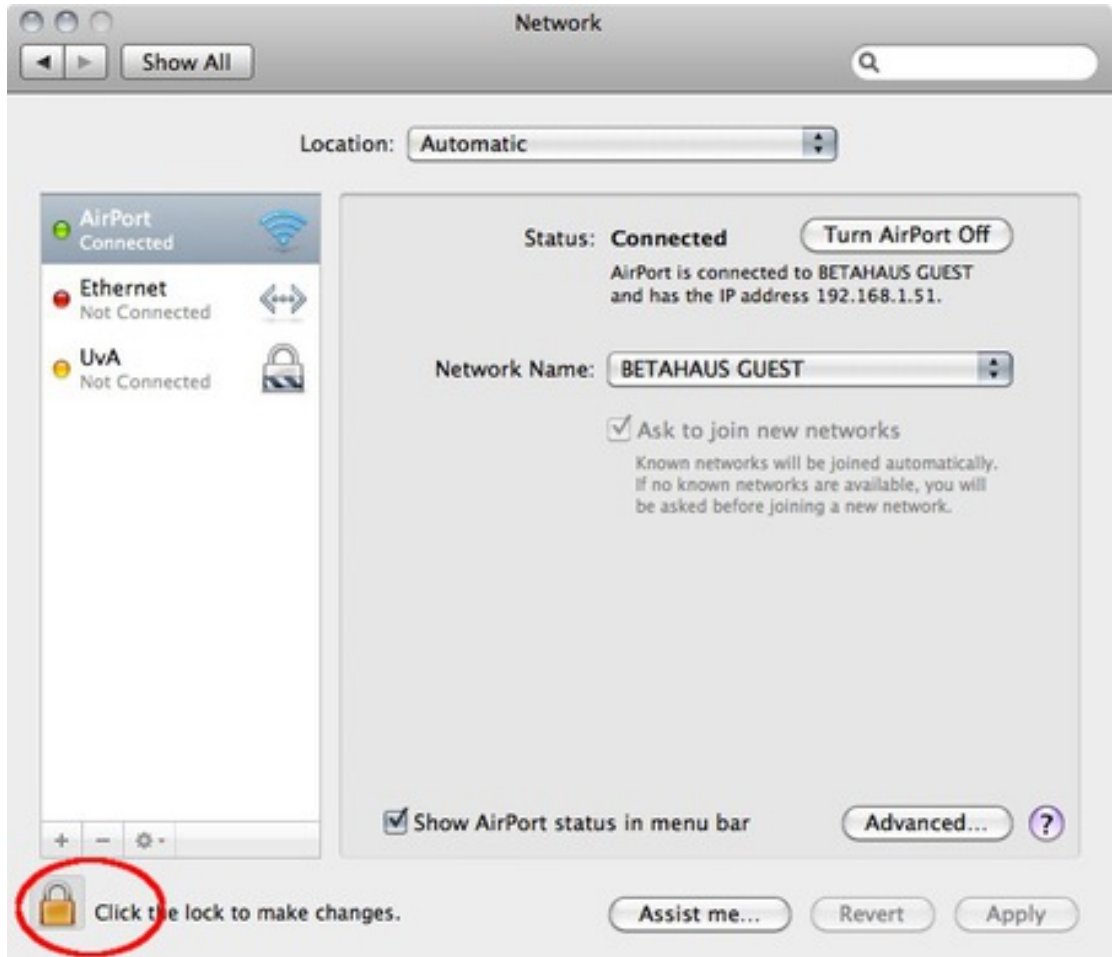 Network
Show All
Location: Automatic
AirPort
Connected
Ethernet
Not Connected
UvA
Not Connected
Status: Connected
Turn AirPort Off
AirPort is connected to BETAHAUS GUEST
and has the IP address 192.168.1.51.
Network Name: BETAHAUS GUEST
Ask to join new networks
Known networks will be joined automatically.
If no known networks are available, you will
be asked before joining a new network.
Show AirPort status in menu bar
Advanced...
?
Click the lock to make changes.
Assist me...
Revert
Apply